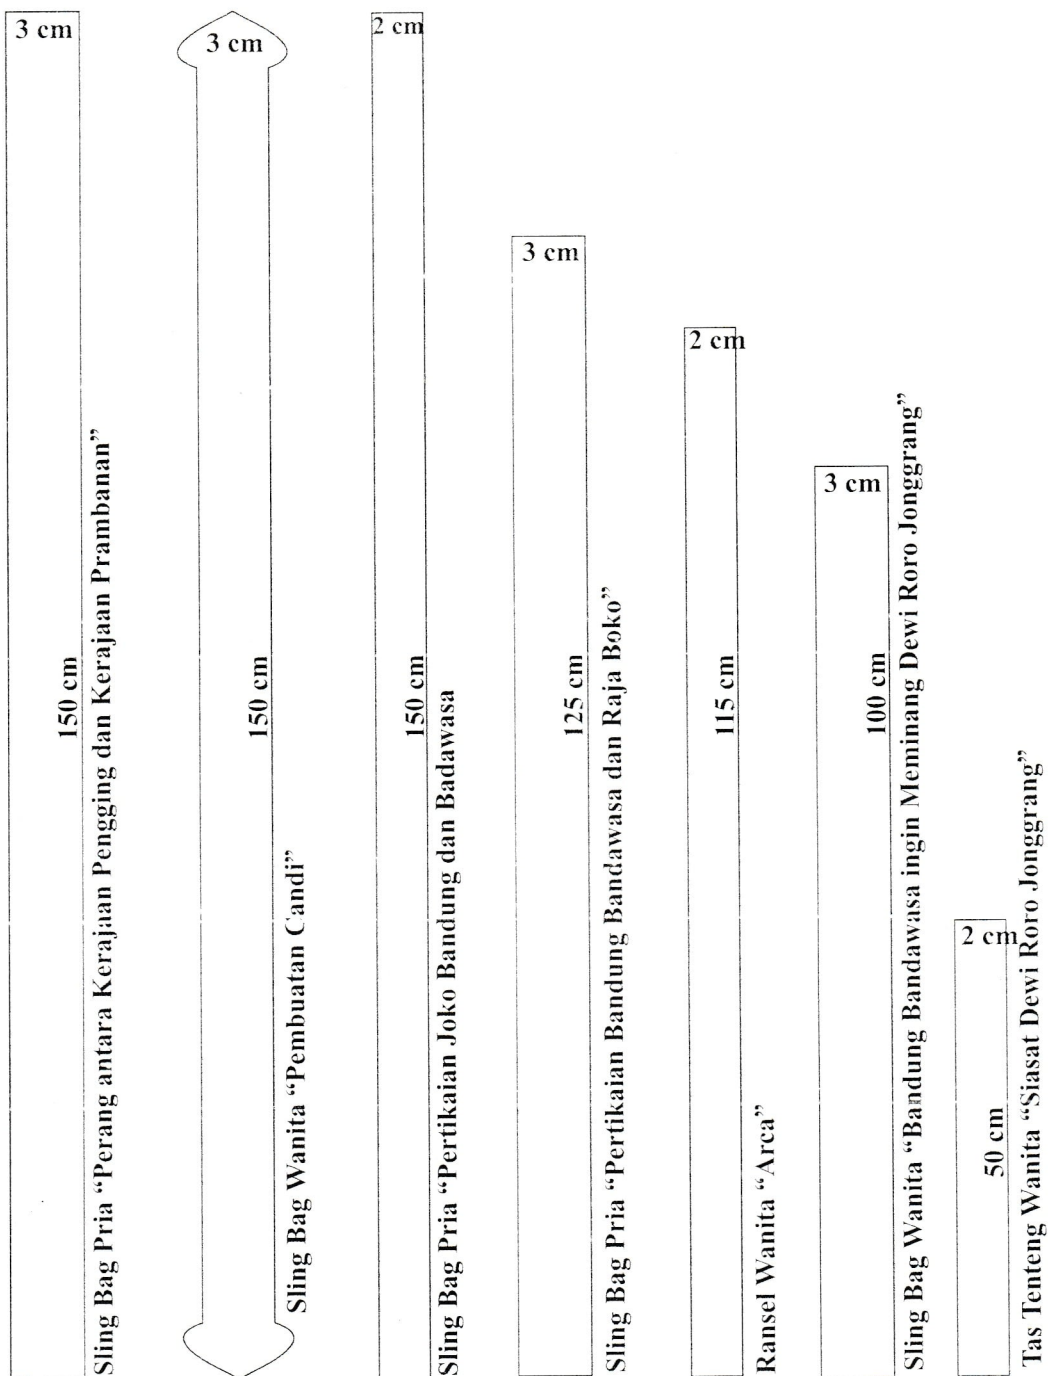 3 cm
150 cm
Sling Bag Pria “Perang antara Kerajaan Pengging dan Kerajaan Prambanan”
3 cm
150 cm
Sling Bag Wanita “Pembuatan Candi”
2 cm
150 cm
Sling Bag Pria “Pertikaian Joko Bandung dan Badawasa
3 cm
125 cm
Sling Bag Pria “Pertikaian Bandung Bandawasa dan Raja Boko”
2 cm
115 cm
Ransel Wanita “Arca”
3 cm
100 cm
Sling Bag Wanita “Bandung Bandawasa ingin Meminang Dewi Roro Jonggrang”
2 cm
50 cm
Tas Tenteng Wanita “Siasat Dewi Roro Jonggrang”